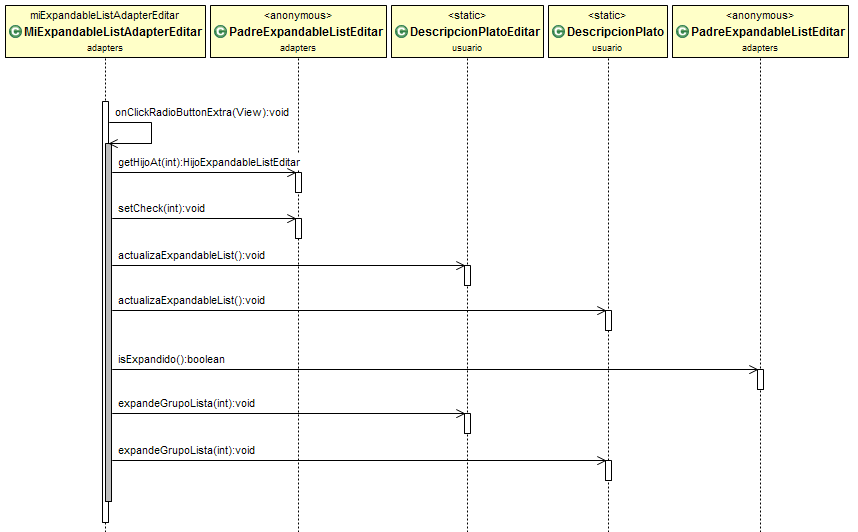 miExpandableListAdapterEditar
MiExpandableListAdapterEditar
adapters
<anonymous>
PadreExpandableListEditar
adapters
<static>
DescripcionPlatoEditar
usuario
<static>
DescripcionPlato
usuario
<anonymous>
PadreExpandableListEditar
adapters
onClickRadioButtonExtra(View):void
getHijoAt(int):HijoExpandableListEditar
setCheck(int):void
actualizaExpandableList():void
actualizaExpandableList():void
isExpandido():boolean
expandeGrupoLista(int):void
expandeGrupoLista(int):void